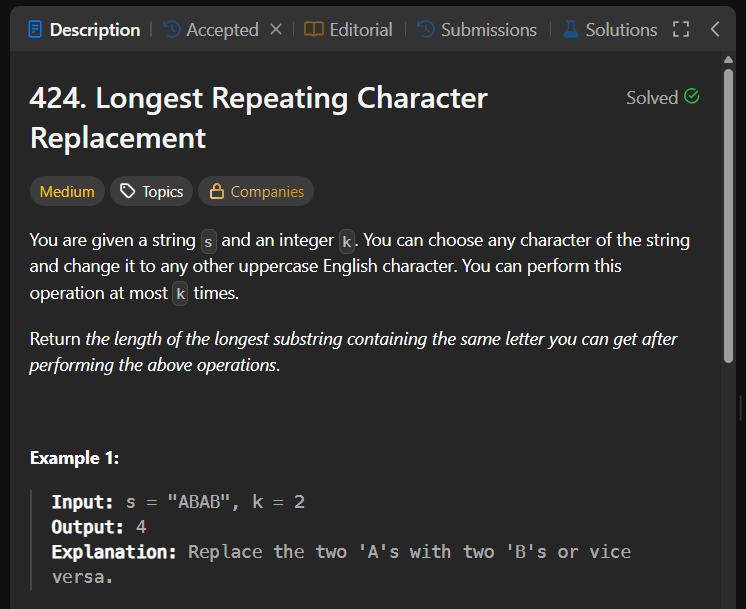 Description | Accepted × | Editorial | Submissions | Solutions
424. Longest Repeating Character
Replacement
Solved
Medium Topics Companies
You are given a string s and an integer k. You can choose any character of the string
and change it to any other uppercase English character. You can perform this
operation at most k times.
Return the length of the longest substring containing the same letter you can get after
performing the above operations.
Example 1:
Input: s = "ABAB", k = 2
Output: 4
Explanation: Replace the two 'A's with two 'B's or vice
versa.